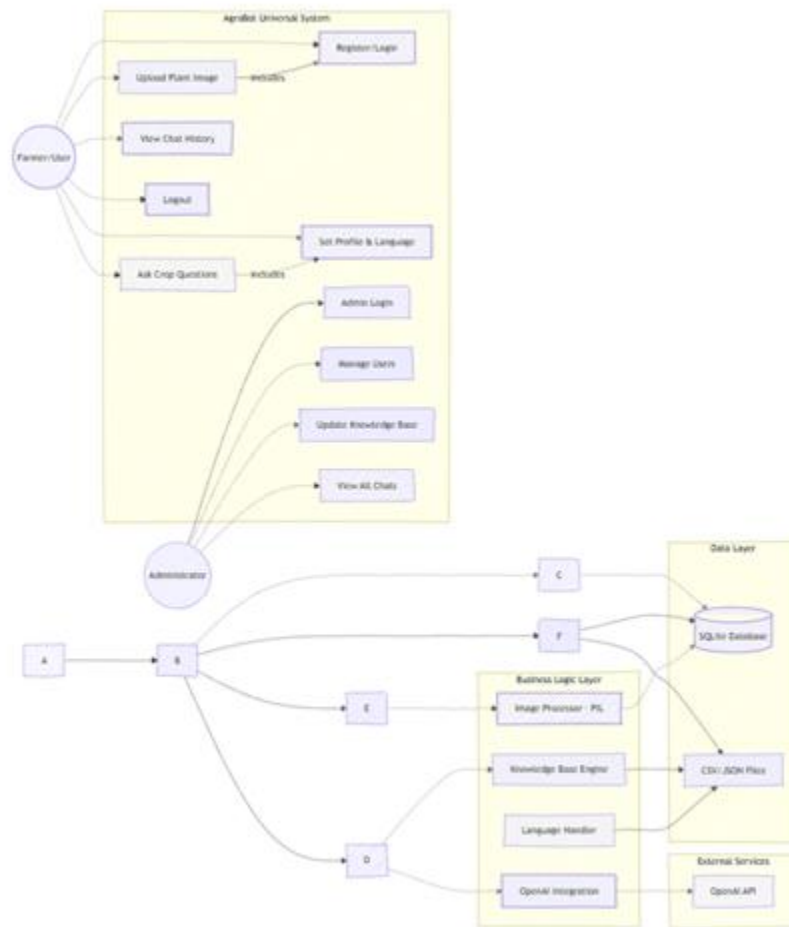 AgroBot Universal System
Register/Login
Upload Plant Image
includes
View Chat History
Farmer/User
Logout
Set Profile & Language
Ask Crop Questions
includes
Admin Login
Manage Users
Update Knowledge Base
View All Chats
Administrator
Data Layer
C
SQLite Database
F
A
B
Business Logic Layer
E
Image Processor - PIL
Knowledge Base Engine
CSV/JSON Files
Language Handler
D
External Services
OpenAI Integration
OpenAI API